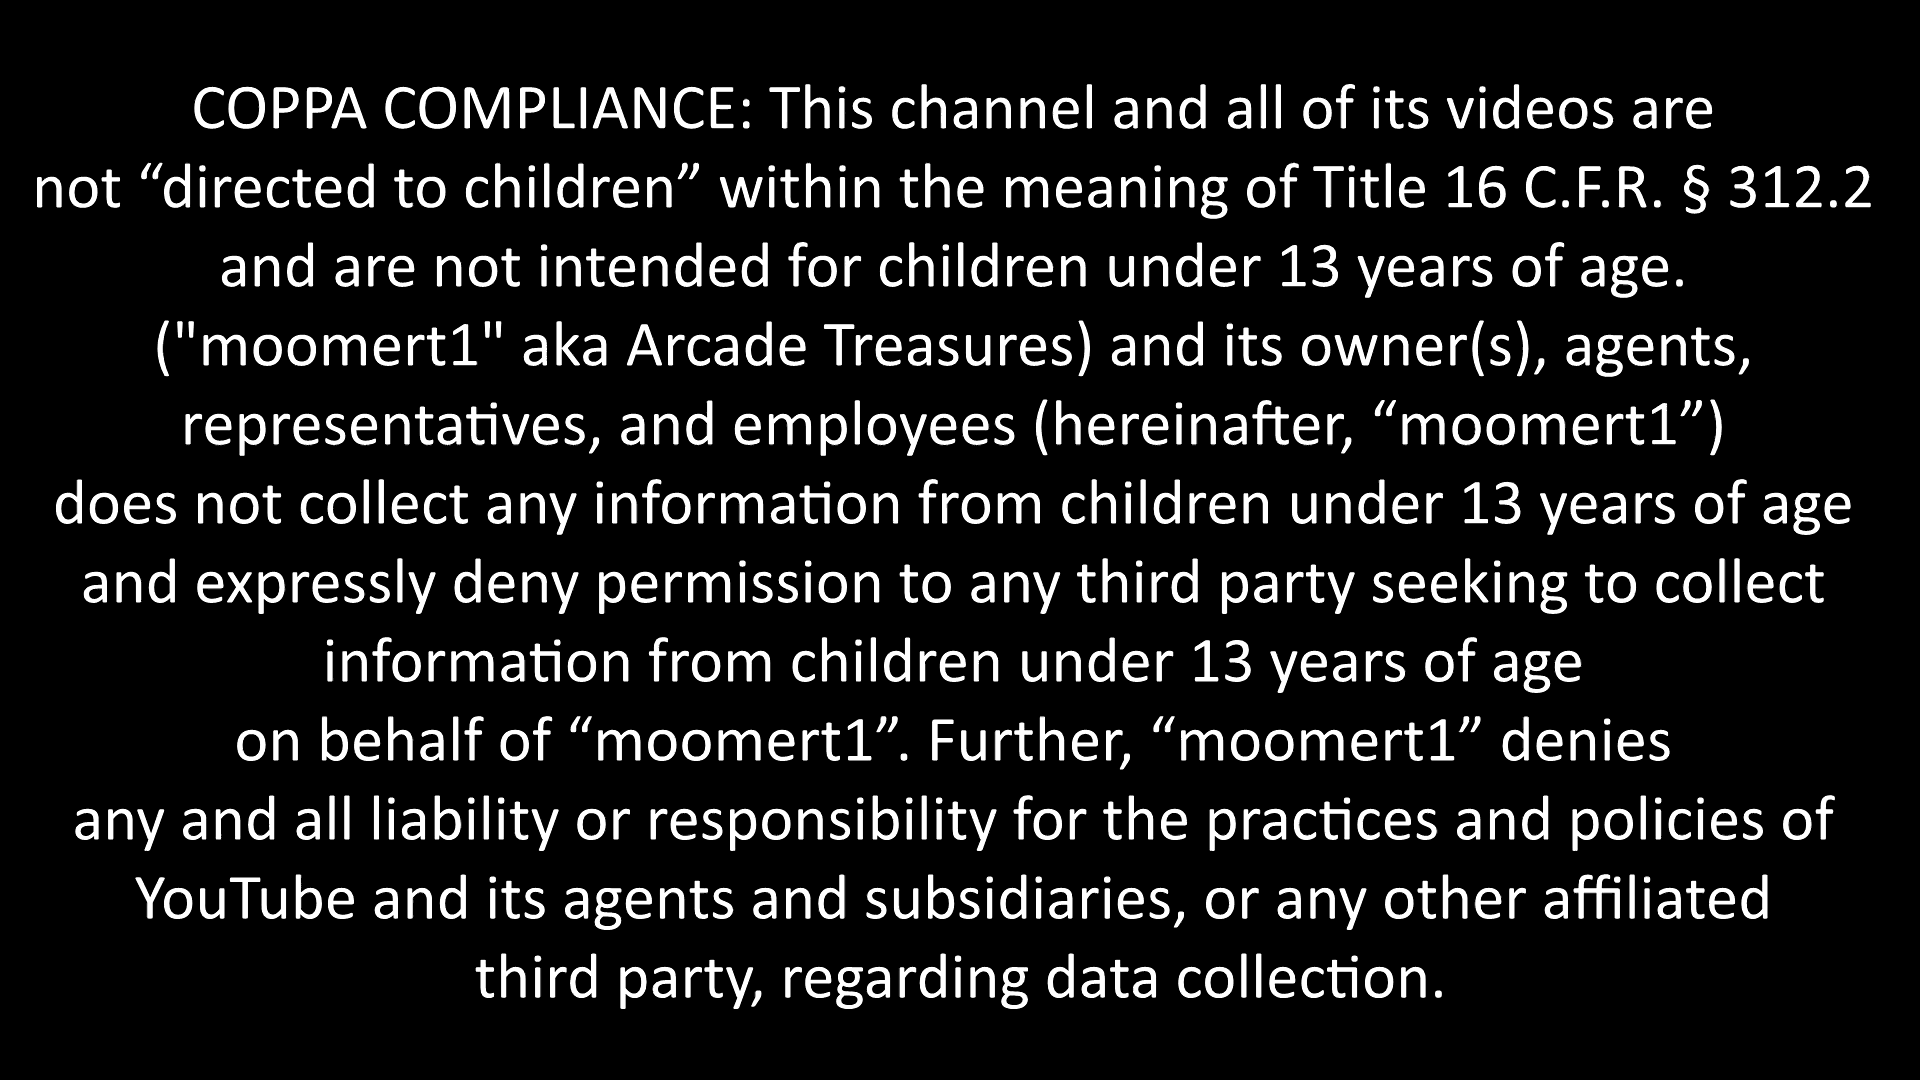 COPPA COMPLIANCE: This channel and all of its videos are
not “directed to children” within the meaning of Title 16 C.F.R. § 312.2
and are not intended for children under 13 years of age.
("moomert1" aka Arcade Treasures) and its owner(s), agents,
representatives, and employees (hereinafter, “moomert1”)
does not collect any information from children under 13 years of age
and expressly deny permission to any third party seeking to collect
information from children under 13 years of age
on behalf of “moomert1”. Further, “moomert1” denies
any and all liability or responsibility for the practices and policies of
YouTube and its agents and subsidiaries, or any other affiliated
third party, regarding data collection.